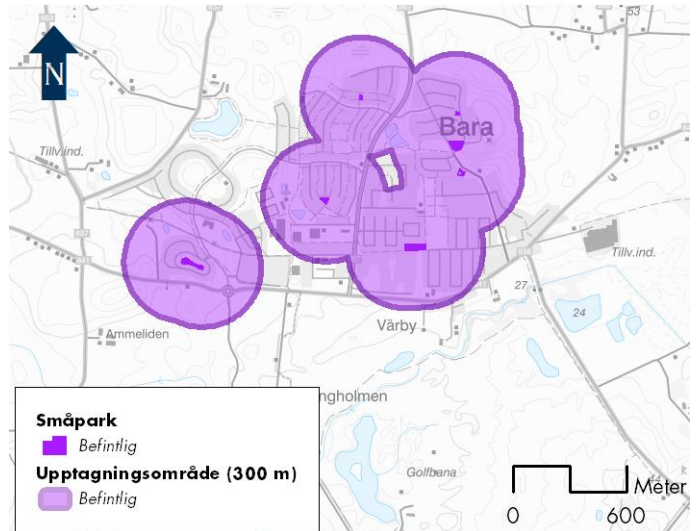 N
53
Bara
Tillv.ind.
Tillv.ind.
27
24
Värby
Ammeliden
ngholmen
Golfbana
Småpark
Befintlig
Upptagningsområde (300 m)
Befintlig
Meter
0 600